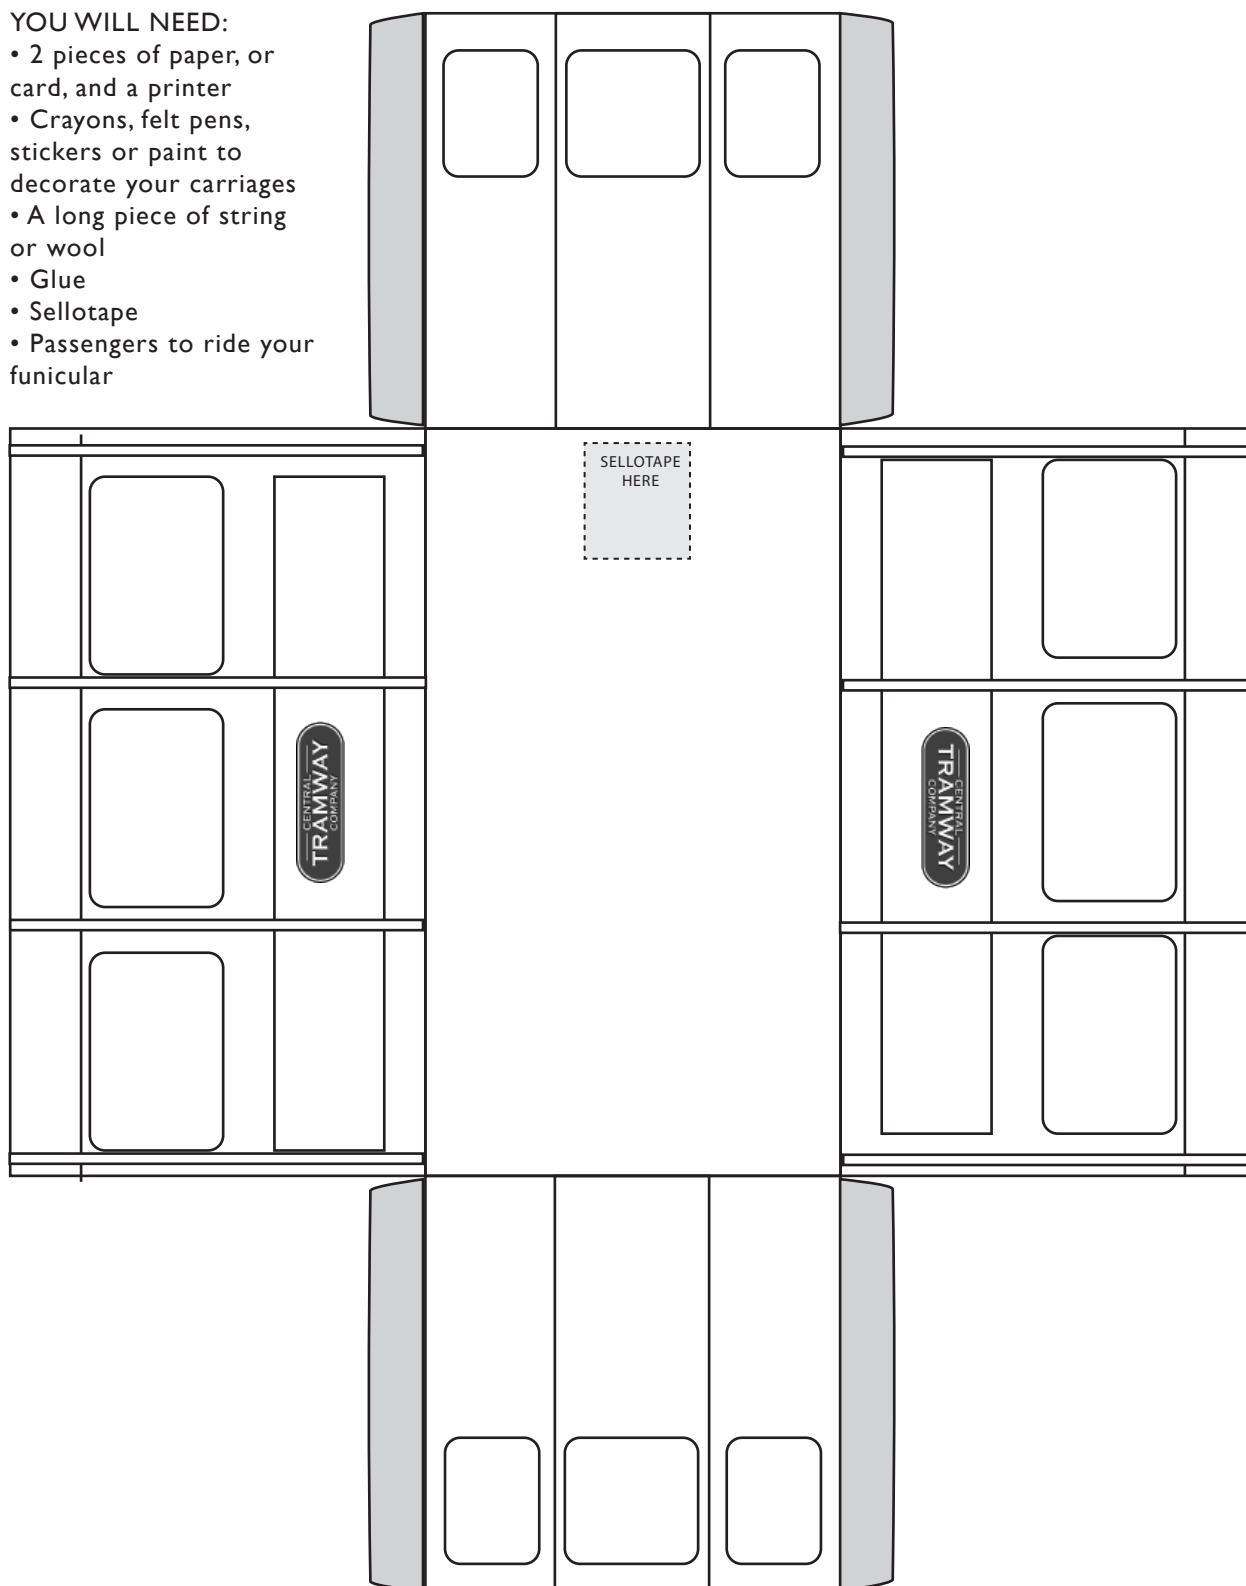 YOU WILL NEED:
• 2 pieces of paper, or
card, and a printer
• Crayons, felt pens,
stickers or paint to
decorate your carriages
• A long piece of string
or wool
• Glue
• Sellotape
• Passengers to ride your
funicular
SELLOTAPE
HERE
CENTRAL
TRAMWAY
COMPANY
CENTRAL
TRAMWAY
COMPANY